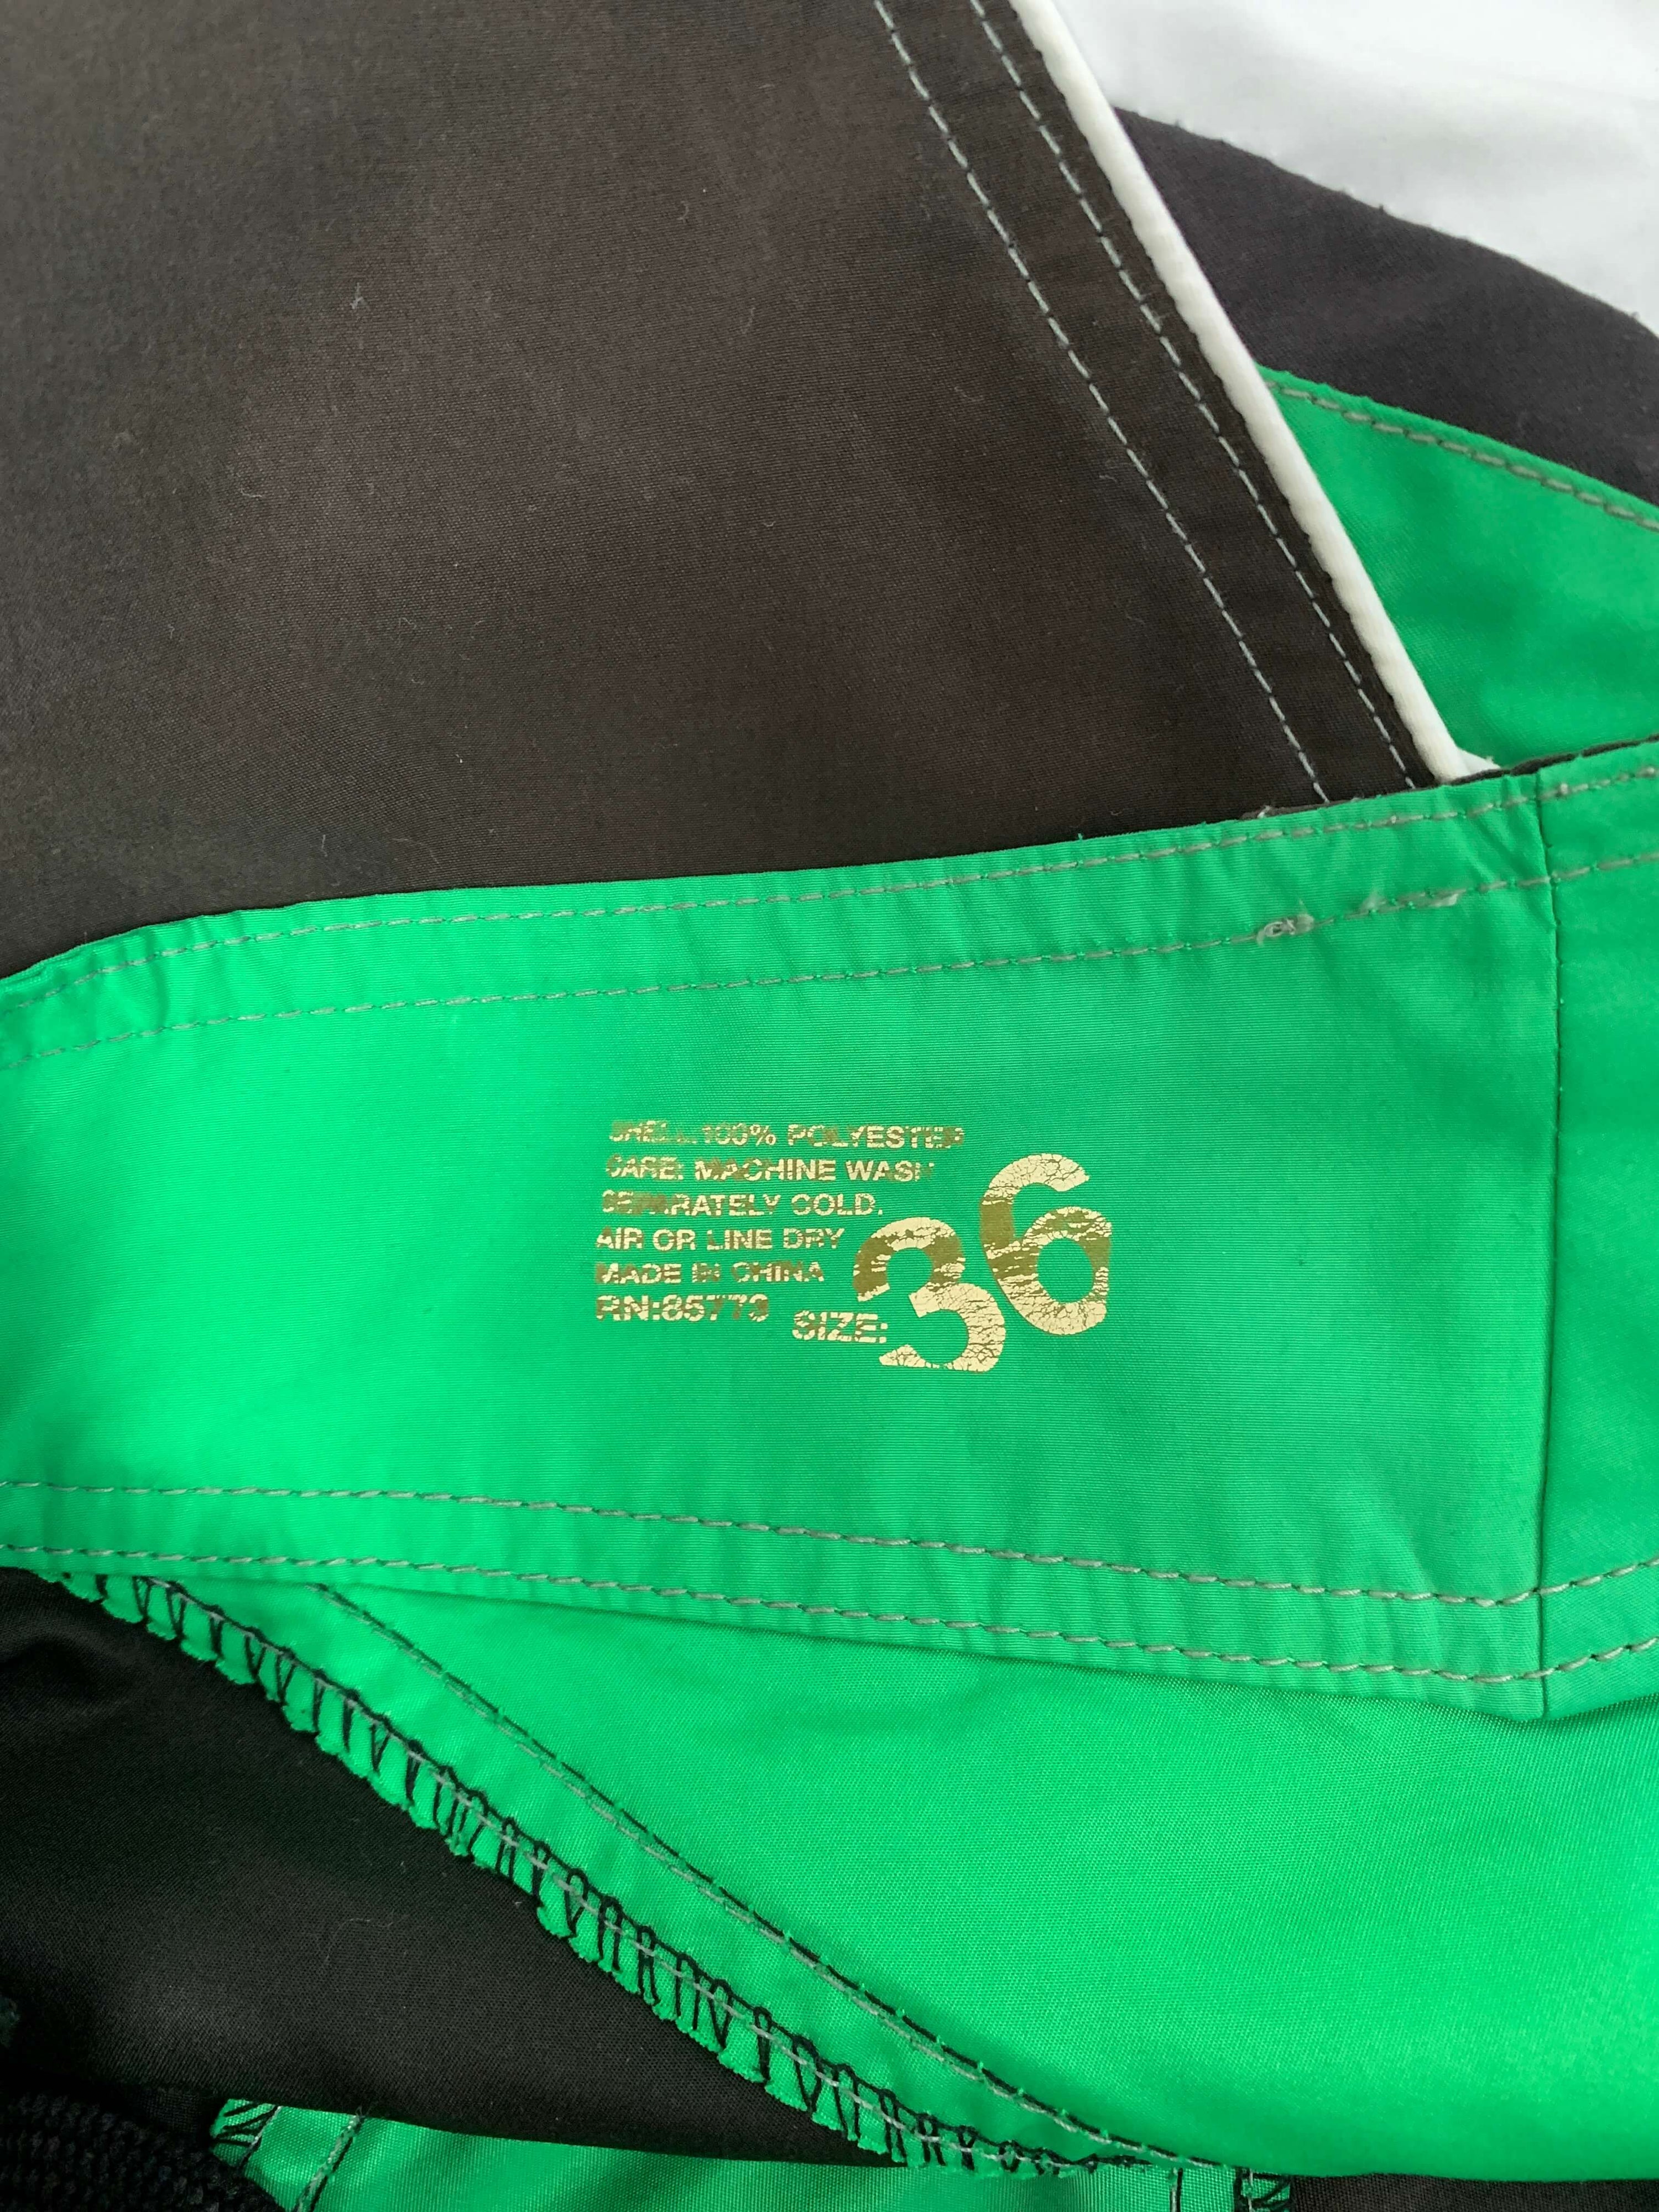 SHELL:100% POLYESTER
CARE: MACHINE WASH
SEPARATELY COLD.
AIR OR LINE DRY
MADE IN CHINA
RN:85773
SIZE: 36